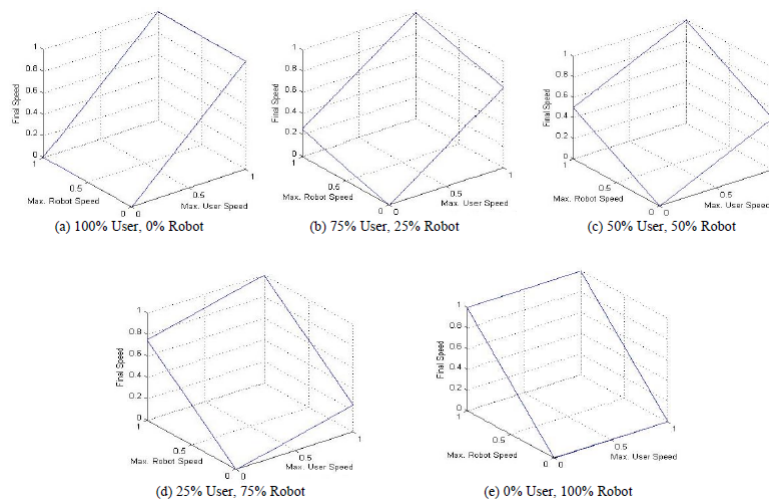 1
0.8
0.6
0.4
0.2
0
1
0.5
0 0
0.5
1
Final Speed
Max. Robot Speed
Max. User Speed
(a) 100% User, 0% Robot
1
0.8
0.6
0.4
0.2
0
1
0.5
0 0
0.5
1
Final Speed
Max. Robot Speed
Max. User Speed
(b) 75% User, 25% Robot
1
0.8
0.6
0.4
0.2
0
1
0.5
0 0
0.5
Final Speed
Max. Robot Speed
Max. User Speed
(c) 50% User, 50% Robot
1
0.8
0.6
0.4
0.2
0
1
0.5
0 0
0.5
1
Final Speed
Max. Robot Speed
Max. User Speed
(d) 25% User, 75% Robot
1
0.8
0.6
0.4
0.2
0
1
0.5
0 0
0.5
1
Final Speed
Max. Robot Speed
Max. User Speed
(e) 0% User, 100% Robot